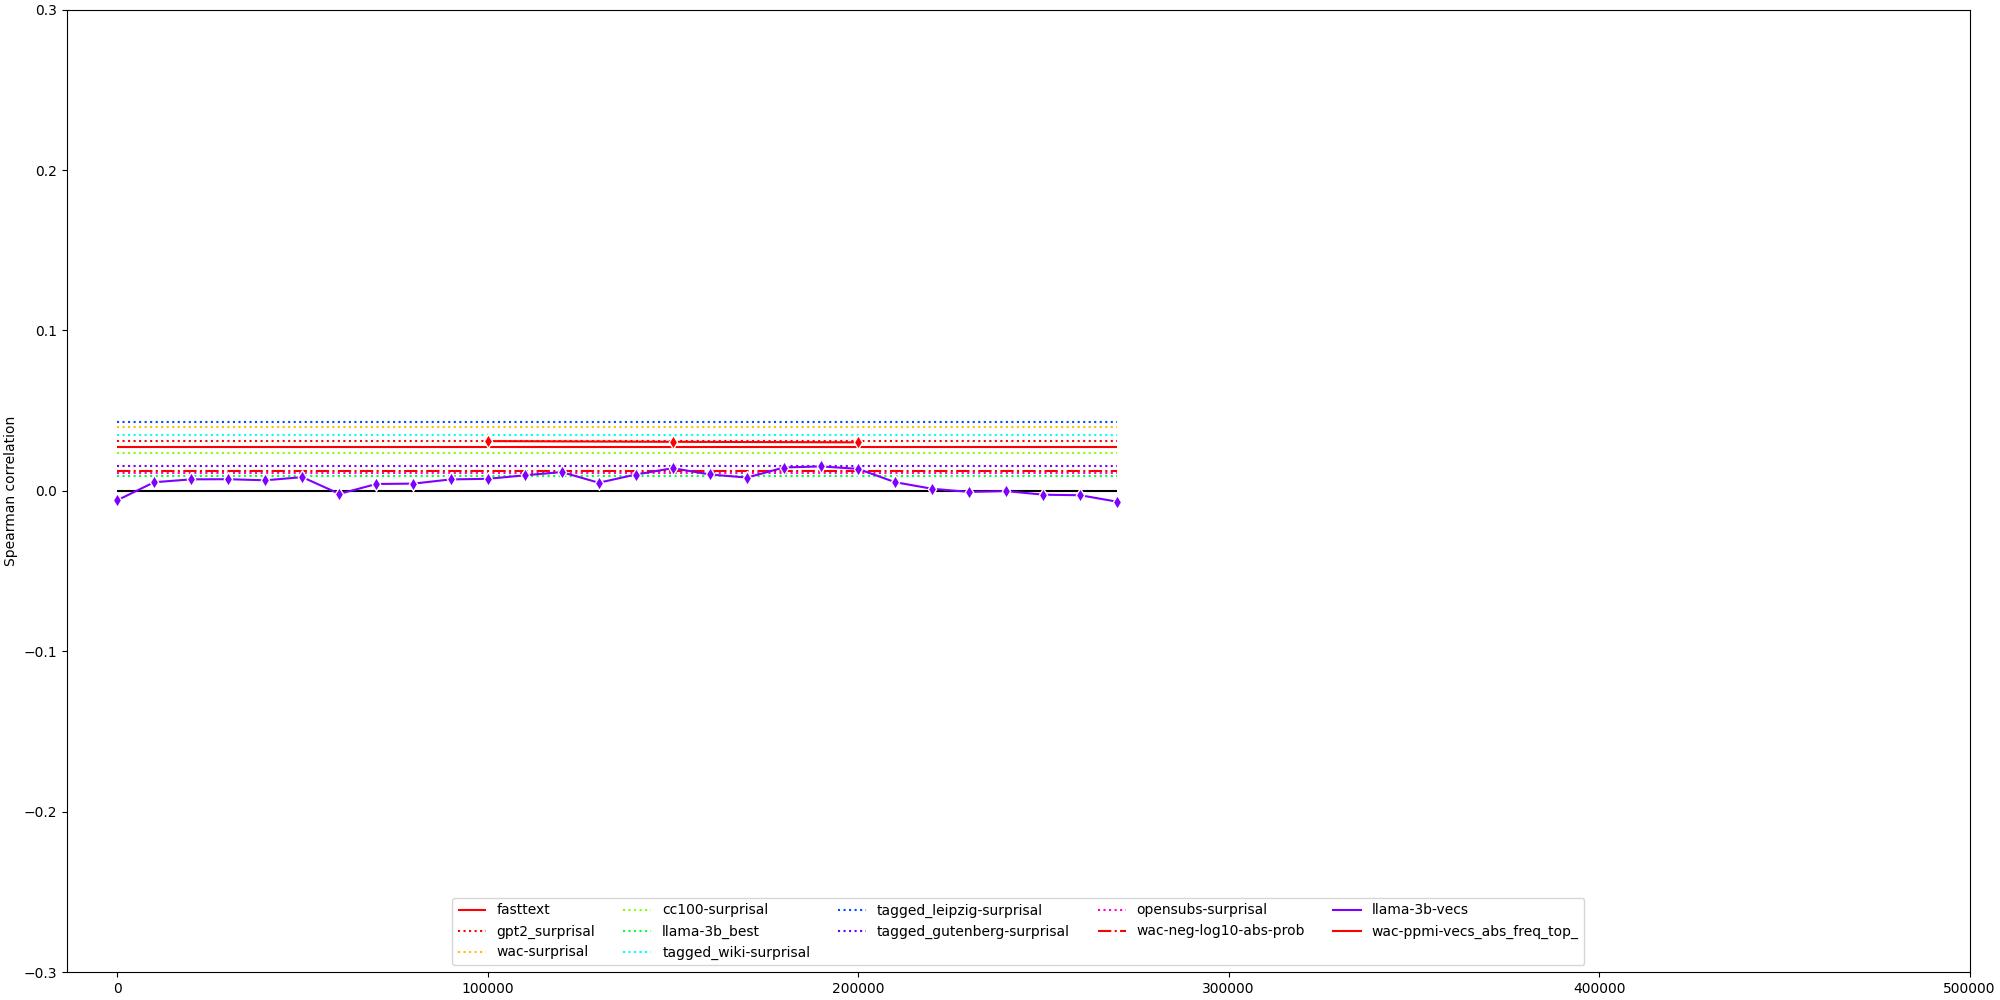 0.3
0.2
0.1
0.0
−0.1
−0.2
−0.3
Spearman correlation
fasttext
gpt2_surprisal
wac-surprisal
cc100-surprisal
llama-3b_best
tagged_wiki-surprisal
tagged_leipzig-surprisal
tagged_gutenberg-surprisal
opensubs-surprisal
wac-neg-log10-abs-prob
llama-3b-vecs
wac-ppmi-vecs_abs_freq_top_
0 100000 200000 300000 400000 500000